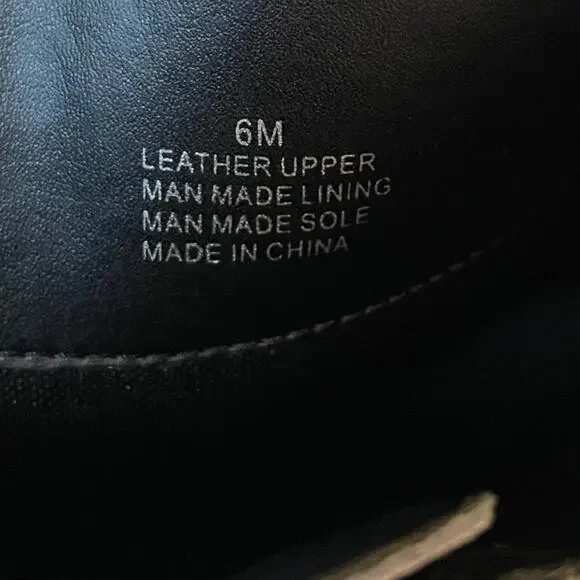 6M
LEATHER UPPER
MAN MADE LINING
MAN MADE SOLE
MADE IN CHINA